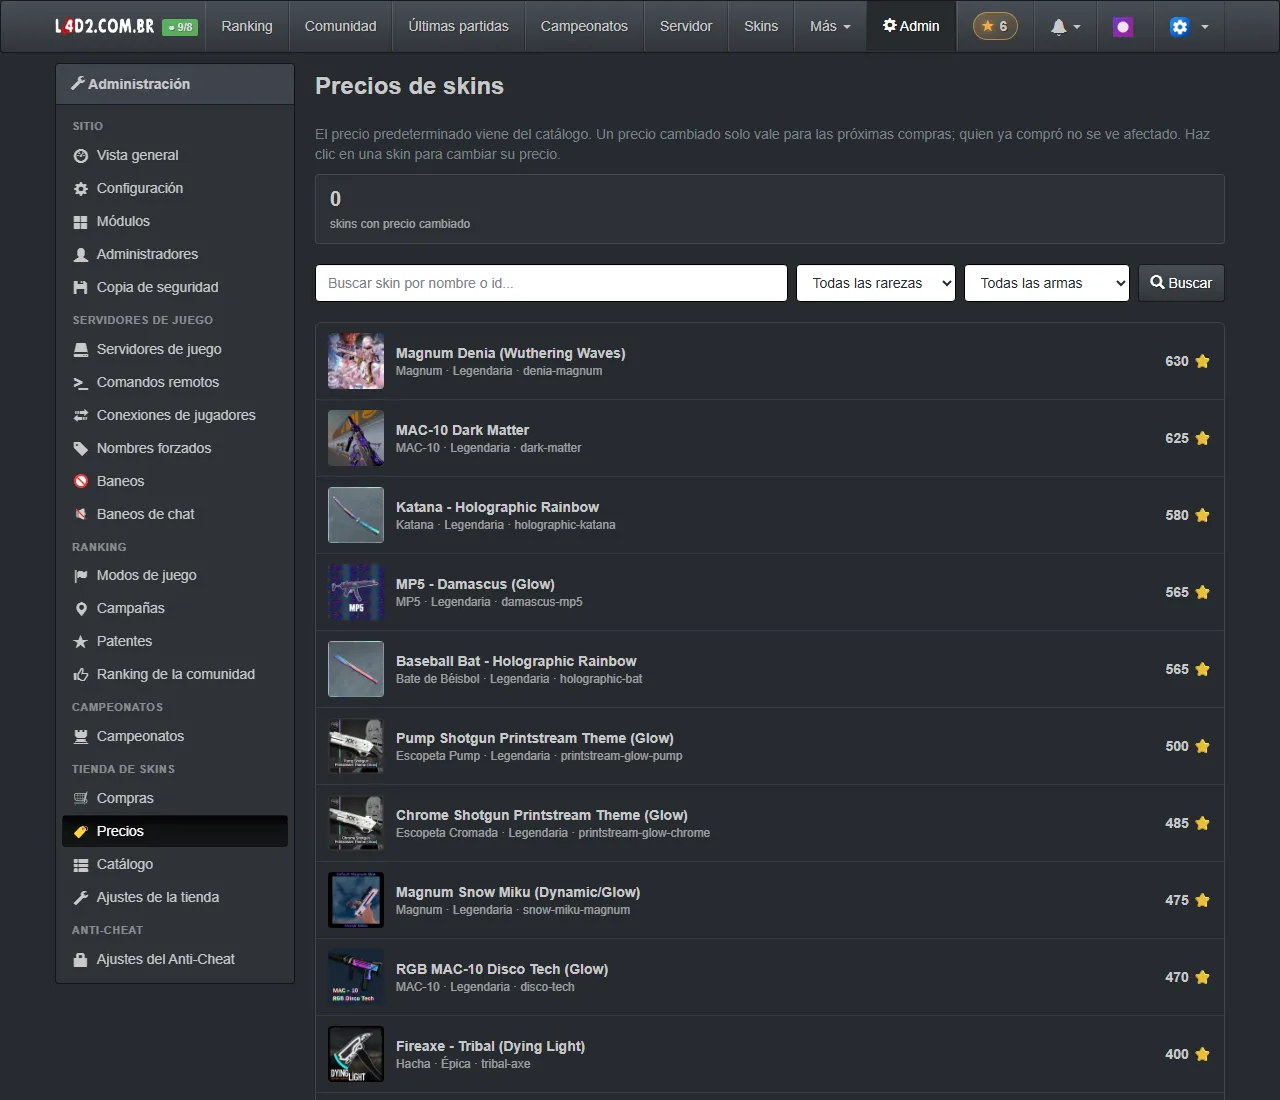 L4D2.COM.BR
9/8
Ranking
Comunidad
Últimas partidas
Campeonatos
Servidor
Skins
Más
Admin
6
Administración
SITIO
Vista general
Configuración
Módulos
Administradores
Copia de seguridad
SERVIDORES DE JUEGO
Servidores de juego
Comandos remotos
Conexiones de jugadores
Nombres forzados
Baneos
Baneos de chat
RANKING
Modos de juego
Campañas
Patentes
Ranking de la comunidad
CAMPEONATOS
Campeonatos
TIENDA DE SKINS
Compras
Precios
Catálogo
Ajustes de la tienda
ANTI-CHEAT
Ajustes del Anti-Cheat
Precios de skins
El precio predeterminado viene del catálogo. Un precio cambiado solo vale para las próximas compras; quien ya compró no se ve afectado. Haz
clic en una skin para cambiar su precio.
0
skins con precio cambiado
Buscar skin por nombre o id...
Todas las rarezas
Todas las armas
Buscar
Magnum Denia (Wuthering Waves)
Magnum · Legendaria · denia-magnum
630
MAC-10 Dark Matter
MAC-10 · Legendaria · dark-matter
625
Katana - Holographic Rainbow
Katana · Legendaria · holographic-katana
580
MP5
MP5 - Damascus (Glow)
MP5 · Legendaria · damascus-mp5
565
Baseball Bat - Holographic Rainbow
Bate de Béisbol · Legendaria · holographic-bat
565
Pump Shotgun Printstream Theme (Glow)
Escopeta Pump · Legendaria · printstream-glow-pump
500
Chrome Shotgun Printstream Theme (Glow)
Escopeta Cromada · Legendaria · printstream-glow-chrome
485
Magnum Snow Miku (Dynamic/Glow)
Magnum · Legendaria · snow-miku-magnum
475
MAC - 10
RGB Disco Tech
RGB MAC-10 Disco Tech (Glow)
MAC-10 · Legendaria · disco-tech
470
DYING LIGHT
Fireaxe - Tribal (Dying Light)
Hacha · Épica · tribal-axe
400